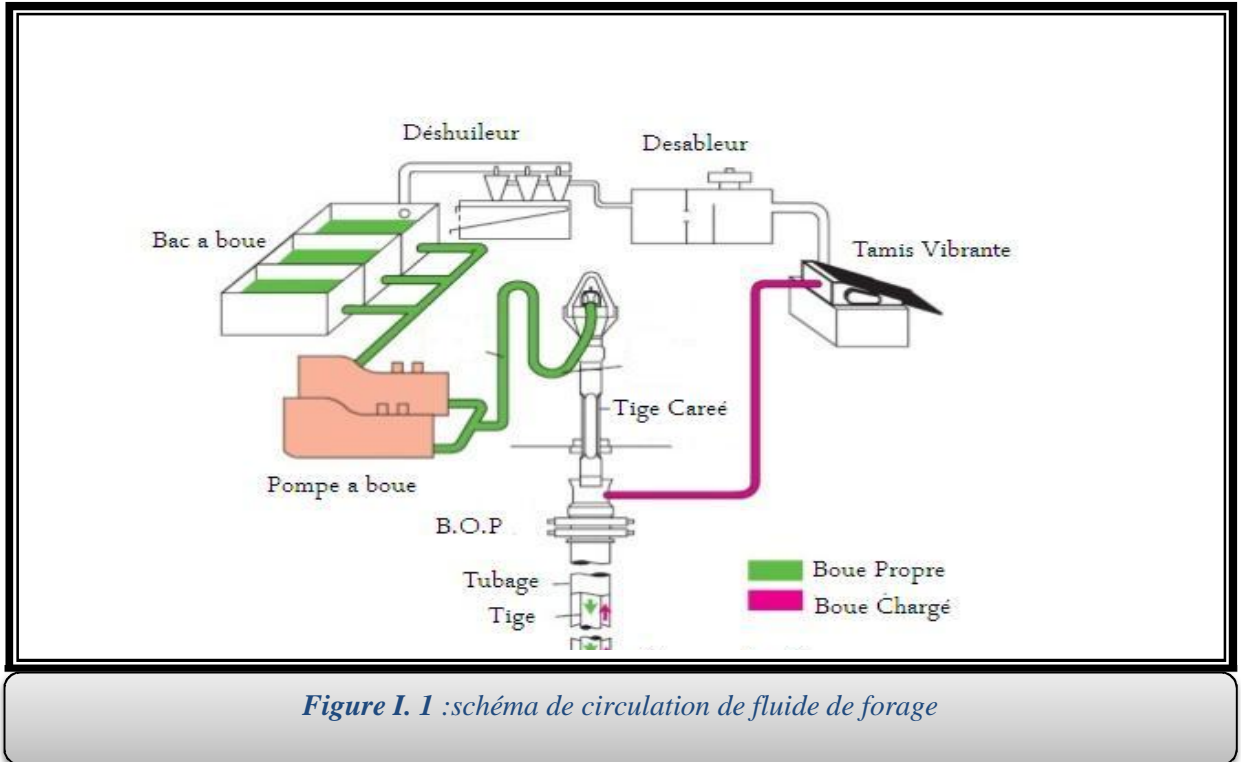 Déshuileur
Desableur
Bac a boue
Tamis Vibrante
Tige Careé
Pompe a boue
B.O.P
Tubage
Tige
Boue Propre
Boue Chargé
Figure I. 1 :schéma de circulation de fluide de forage